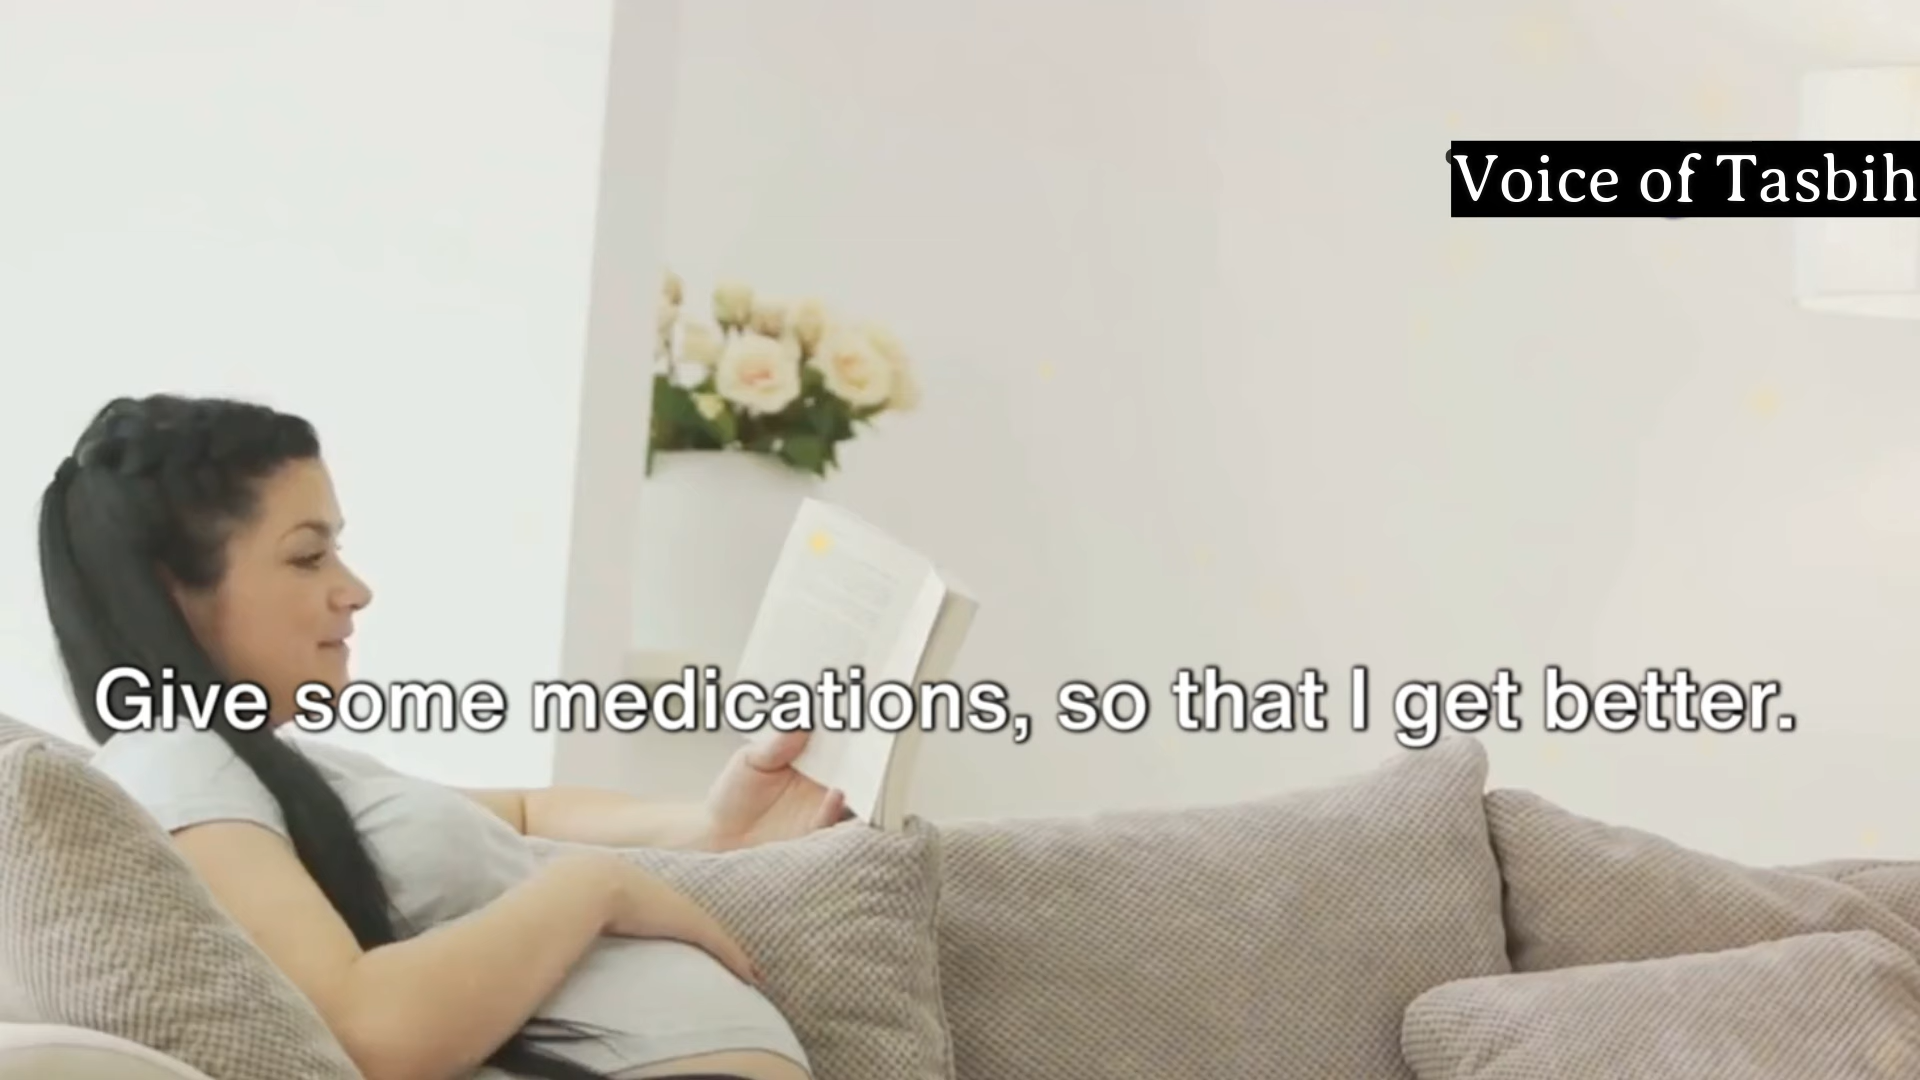 Voice of Tasbih
Give some medications, so that I get better.